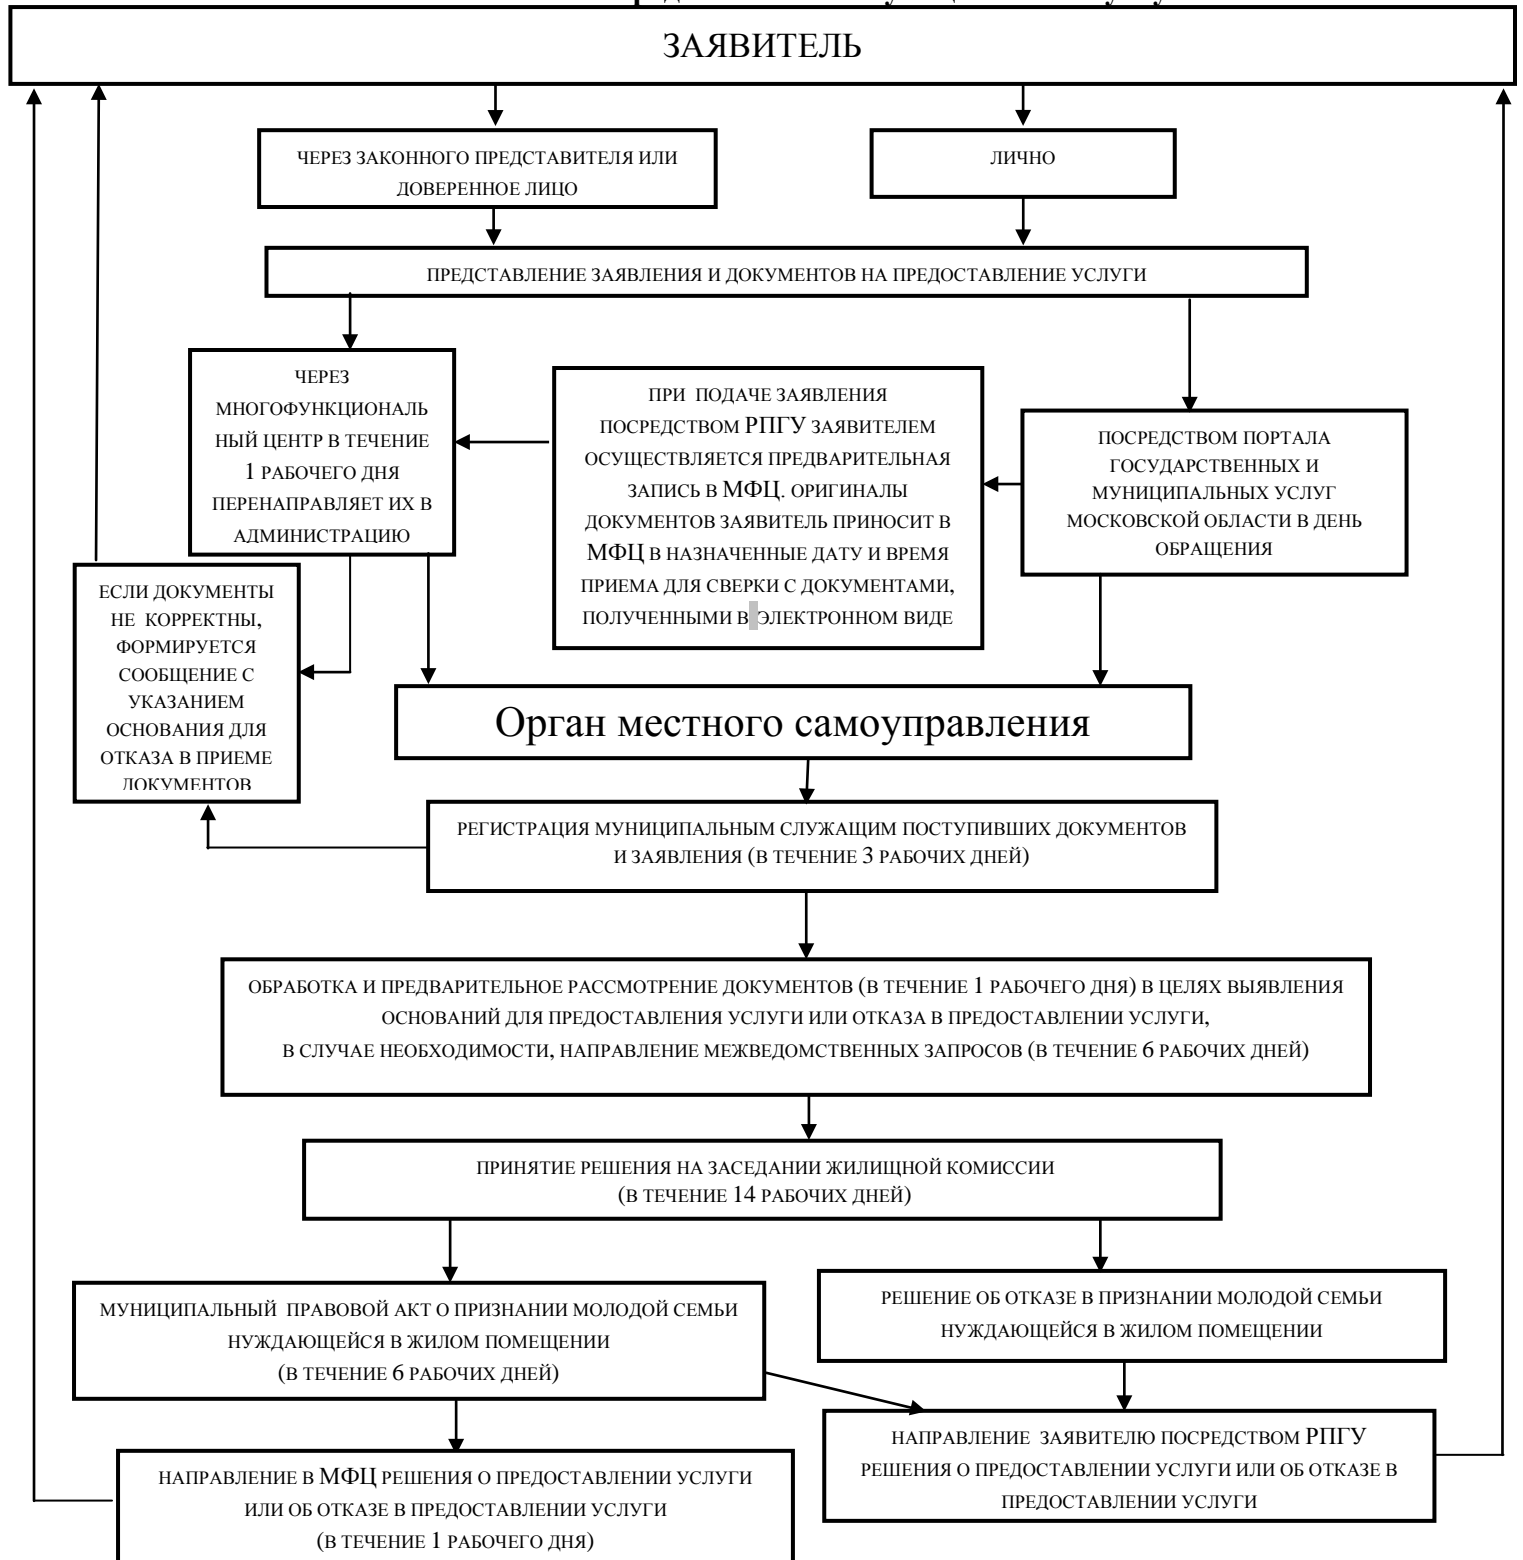 ЗАЯВИТЕЛЬ
ЧЕРЕЗ ЗАКОННОГО ПРЕДСТАВИТЕЛЯ ИЛИ
ДОВЕРЕННОЕ ЛИЦО
ЛИЧНО
ПРЕДСТАВЛЕНИЕ ЗАЯВЛЕНИЯ И ДОКУМЕНТОВ НА ПРЕДОСТАВЛЕНИЕ УСЛУГИ
ЧЕРЕЗ
МНОГОФУНКЦИОНАЛЬ
НЫЙ ЦЕНТР В ТЕЧЕНИЕ
1 РАБОЧЕГО ДНЯ
ПЕРЕНАПРАВЛЯЕТ ИХ В
АДМИНИСТРАЦИЮ
ПРИ ПОДАЧЕ ЗАЯВЛЕНИЯ
ПОСРЕДСТВОМ РПГУ ЗАЯВИТЕЛЕМ
ОСУЩЕСТВЛЯЕТСЯ ПРЕДВАРИТЕЛЬНАЯ
ЗАПИСЬ В МФЦ. ОРИГИНАЛЫ
ДОКУМЕНТОВ ЗАЯВИТЕЛЬ ПРИНОСИТ В
МФЦ В НАЗНАЧЕННЫЕ ДАТУ И ВРЕМЯ
ПРИЕМА ДЛЯ СВЕРКИ С ДОКУМЕНТАМИ,
ПОЛУЧЕННЫМИ В ЭЛЕКТРОННОМ ВИДЕ
ПОСРЕДСТВОМ ПОРТАЛА
ГОСУДАРСТВЕННЫХ И
МУНИЦИПАЛЬНЫХ УСЛУГ
МОСКОВСКОЙ ОБЛАСТИ В ДЕНЬ
ОБРАЩЕНИЯ
ЕСЛИ ДОКУМЕНТЫ
НЕ КОРРЕКТНЫ,
ФОРМИРУЕТСЯ
СООБЩЕНИЕ С
УКАЗАНИЕМ
ОСНОВАНИЯ ДЛЯ
ОТКАЗА В ПРИЕМЕ
ДОКУМЕНТОВ
Орган местного самоуправления
РЕГИСТРАЦИЯ МУНИЦИПАЛЬНЫМ СЛУЖАЩИМ ПОСТУПИВШИХ ДОКУМЕНТОВ
И ЗАЯВЛЕНИЯ (В ТЕЧЕНИЕ 3 РАБОЧИХ ДНЕЙ)
ОБРАБОТКА И ПРЕДВАРИТЕЛЬНОЕ РАССМОТРЕНИЕ ДОКУМЕНТОВ (В ТЕЧЕНИЕ 1 РАБОЧЕГО ДНЯ) В ЦЕЛЯХ ВЫЯВЛЕНИЯ
ОСНОВАНИЙ ДЛЯ ПРЕДОСТАВЛЕНИЯ УСЛУГИ ИЛИ ОТКАЗА В ПРЕДОСТАВЛЕНИИ УСЛУГИ,
В СЛУЧАЕ НЕОБХОДИМОСТИ, НАПРАВЛЕНИЕ МЕЖВЕДОМСТВЕННЫХ ЗАПРОСОВ (В ТЕЧЕНИЕ 6 РАБОЧИХ ДНЕЙ)
ПРИНЯТИЕ РЕШЕНИЯ НА ЗАСЕДАНИИ ЖИЛИЩНОЙ КОМИССИИ
(В ТЕЧЕНИЕ 14 РАБОЧИХ ДНЕЙ)
МУНИЦИПАЛЬНЫЙ ПРАВОВОЙ АКТ О ПРИЗНАНИИ МОЛОДОЙ СЕМЬИ
НУЖДАЮЩЕЙСЯ В ЖИЛОМ ПОМЕЩЕНИИ
(В ТЕЧЕНИЕ 6 РАБОЧИХ ДНЕЙ)
РЕШЕНИЕ ОБ ОТКАЗЕ В ПРИЗНАНИИ МОЛОДОЙ СЕМЬИ
НУЖДАЮЩЕЙСЯ В ЖИЛОМ ПОМЕЩЕНИИ
НАПРАВЛЕНИЕ В МФЦ РЕШЕНИЯ О ПРЕДОСТАВЛЕНИИ УСЛУГИ
ИЛИ ОБ ОТКАЗЕ В ПРЕДОСТАВЛЕНИИ УСЛУГИ
(В ТЕЧЕНИЕ 1 РАБОЧЕГО ДНЯ)
НАПРАВЛЕНИЕ ЗАЯВИТЕЛЮ ПОСРЕДСТВОМ РПГУ
РЕШЕНИЯ О ПРЕДОСТАВЛЕНИИ УСЛУГИ ИЛИ ОБ ОТКАЗЕ В
ПРЕДОСТАВЛЕНИИ УСЛУГИ